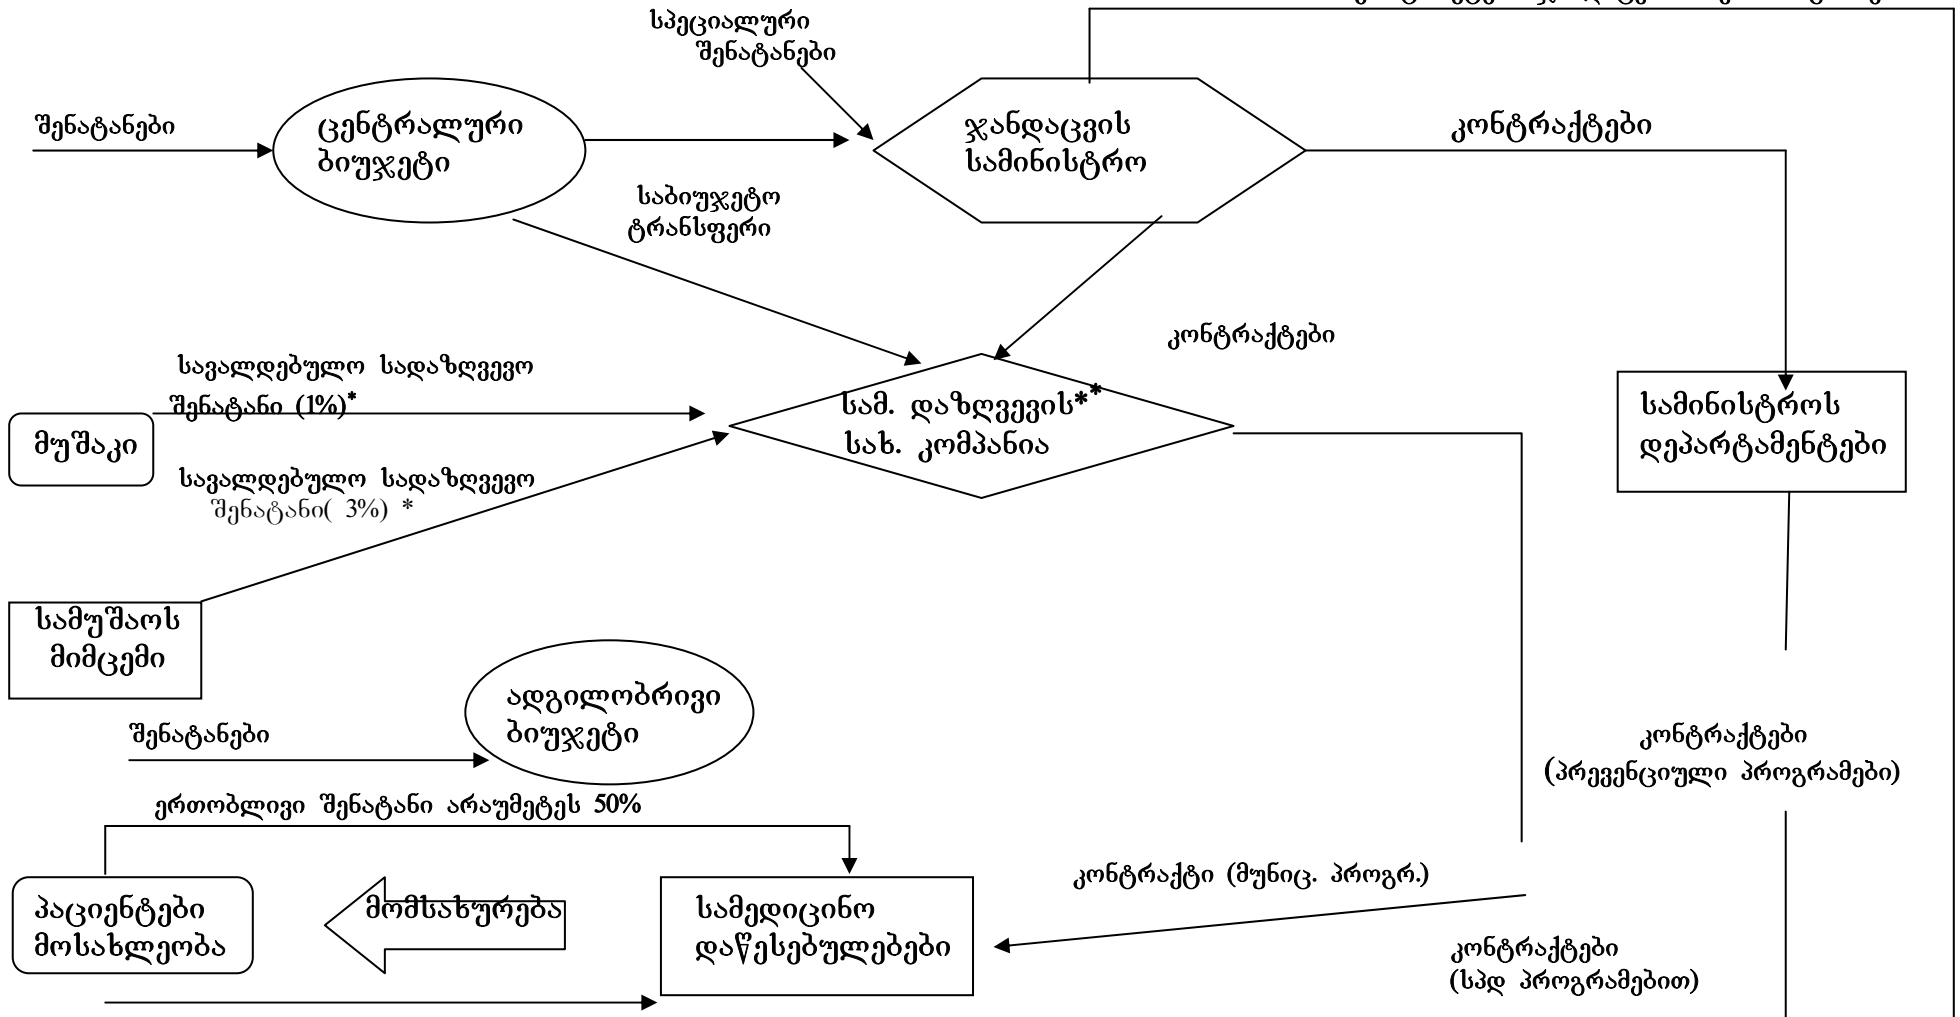 სპეციალური
შენატანები
შენატანები
ცენტრალური
ბიუჯეტი
ჯანდაცვის
სამინისტრო
კონტრაქტები
საბიუჯეტო
ტრანსფერი
კონტრაქტები
სავალდებულო სადაზღვევო
შენატანი (1%)*
მუშაკი
სამ. დაზღვევის**
სახ. კომპანია
სამინისტროს
დეპარტამენტები
სავალდებულო სადაზღვევო
შენატანი( 3%) *
სამუშაოს
მიმცემი
ადგილობრივი
ბიუჯეტი
შენატანები
კონტრაქტები
(პრევენციული პროგრამები)
ერთობლივი შენატანი არაუმეტეს 50%
კონტრაქტი (მუნიც. პროგრ.)
პაციენტები
მოსახლეობა
მომსახურება
სამედიცინო
დაწესებულებები
კონტრაქტები
(სპდ პროგრამებით)